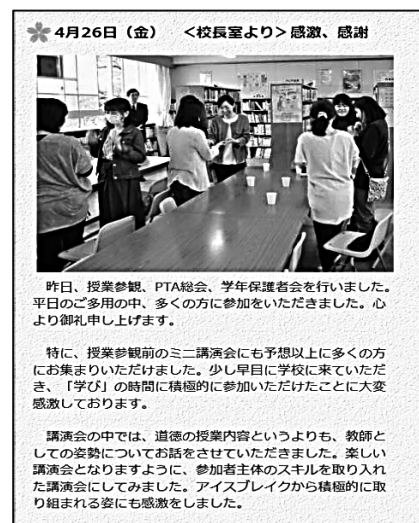 4月26日（金）　＜校長室より＞感激、感謝
昨日、授業参観、PTA総会、学年保護者会を行いました。
平日のご多用の中、多くの方に参加をいただきました。心
より御礼申し上げます。
特に、授業参観前のミニ講演会にも予想以上に多くの方
にお集まりいただけました。少し早目に学校に来ていただ
き、「学び」の時間に積極的に参加いただけたことに大変
感激しております。
講演会の中では、道徳の授業内容というよりも、教師と
しての姿勢についてお話をさせていただきました。楽しい
講演会となりますように、参加者主体のスキルを取り入れ
た講演会にしてみました。アイスブレイクから積極的に取
り組まれる姿にも感激をしました。